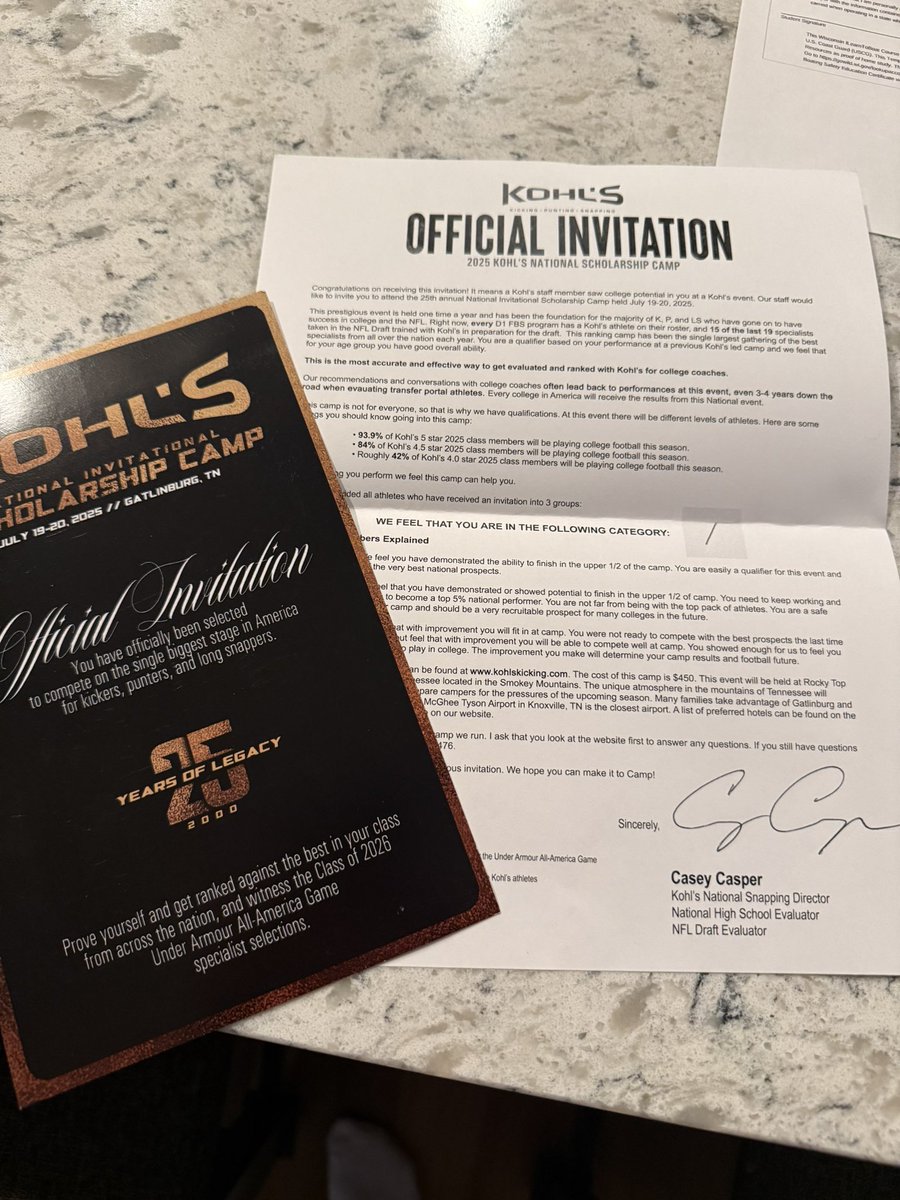 KOHL'S
NATIONAL INVITATIONAL
SCHOLARSHIP CAMP
JULY 19-20, 2025 // GATLINBURG, TN
Official Invitation
You have officially been selected
to compete on the single biggest stage in America
for kickers, punters, and long snappers.
25
YEARS OF LEGACY
2000
Prove yourself and get ranked against the best in your class
from across the nation, and witness the Class of 2026
Under Armour All-America Game
specialist selections.
KOHL'S
KICKING • PUNTING • SNAPPING
OFFICIAL INVITATION
2025 KOHL'S NATIONAL SCHOLARSHIP CAMP
Congratulations on receiving this invitation! It means a Kohl's staff member saw college potential in you at a Kohl's event. Our staff would
like to invite you to attend the 25th annual National Invitational Scholarship Camp held July 19-20, 2025.
This prestigious event is held one time a year and has been the foundation for the majority of K, P, and LS who have gone on to have
success in college and the NFL. Right now, every D1 FBS program has a Kohl's athlete on their roster, and 15 of the last 19 specialists
taken in the NFL Draft trained with Kohl's in preparation for the draft. This ranking camp has been the single largest gathering of the best
specialists from all over the nation each year. You are a qualifier based on your performance at a previous Kohl's led camp and we feel that
for your age group you have good overall ability.
This is the most accurate and effective way to get evaluated and ranked with Kohl's for college coaches.
Our recommendations and conversations with college coaches often lead back to performances at this event, even 3-4 years down the
road when evauating transfer portal athletes. Every college in America will receive the results from this National event.
this camp is not for everyone, so that is why we have qualifications. At this event there will be different levels of athletes. Here are some
you should know going into this camp:
• 93.9% of Kohl's 5 star 2025 class members will be playing college football this season.
• 84% of Kohl's 4.5 star 2025 class members will be playing college football this season.
• Roughly 42% of Kohl's 4.0 star 2025 class members will be playing college football this season.
you perform we feel this camp can help you.
all athletes who have received an invitation into 3 groups:
WE FEEL THAT YOU ARE IN THE FOLLOWING CATEGORY: 1
Explained
feel you have demonstrated the ability to finish in the upper 1/2 of the camp. You are easily a qualifier for this event and
the very best national prospects.
that you have demonstrated or showed potential to finish in the upper 1/2 of camp. You need to keep working and
to become a top 5% national performer. You are not far from being with the top pack of athletes. You are a safe
camp and should be a very recruitable prospect for many colleges in the future.
that with improvement you will fit in at camp. You were not ready to compete with the best prospects the last time
feel that with improvement you will be able to compete well at camp. You showed enough for us to feel you
play in college. The improvement you make will determine your camp results and football future.
can be found at www.kohlskicking.com. The cost of this camp is $450. This event will be held at Rocky Top
located in the Smokey Mountains. The unique atmosphere in the mountains of Tennessee will
campers for the pressures of the upcoming season. Many families take advantage of Gatlinburg and
McGhee Tyson Airport in Knoxville, TN is the closest airport. A list of preferred hotels can be found on the
on our website.
camp we run. I ask that you look at the website first to answer any questions. If you still have questions
476.
invitation. We hope you can make it to Camp!
Sincerely,
the Under Armour All-America Game
Kohl's athletes
Casey Casper
Kohl's National Snapping Director
National High School Evaluator
NFL Draft Evaluator
Student Signature